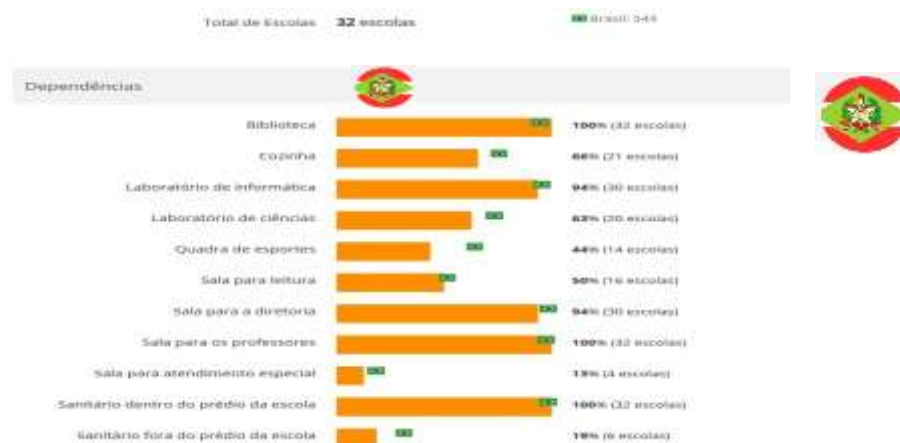 Total de Escolas 32 escolas Brasil: 544
Dependências
Biblioteca 100% (32 escolas)
Cozinha 66% (21 escolas)
Laboratório de informática 94% (30 escolas)
Laboratório de ciências 63% (20 escolas)
Quadra de esportes 44% (14 escolas)
Sala para leitura 50% (16 escolas)
Sala para a diretoria 94% (30 escolas)
Sala para os professores 100% (32 escolas)
Sala para atendimento especial 13% (4 escolas)
Sanitário dentro do prédio da escola 100% (32 escolas)
Sanitário fora do prédio da escola 19% (6 escolas)